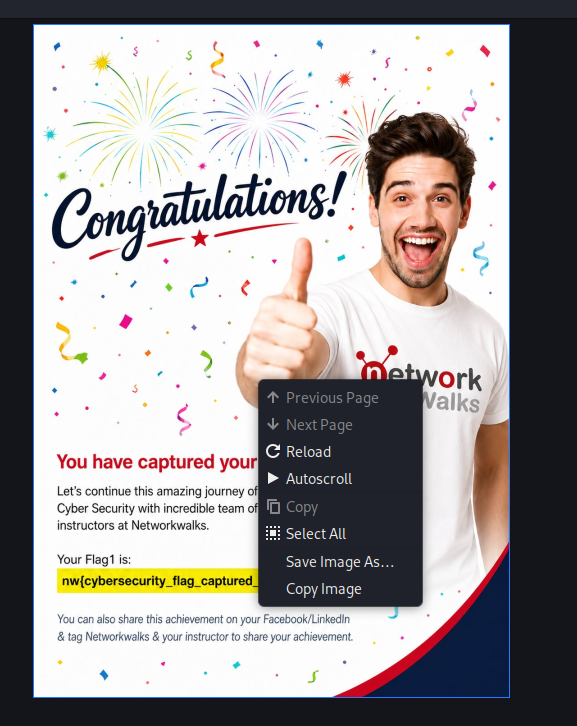 Congratulations!
network
Walks
Previous Page
Next Page
Reload
Autoscroll
Copy
Select All
Save Image As…
Copy Image
You have captured your
Let's continue this amazing journey of
Cyber Security with incredible team of
instructors at Networkwalks.
Your Flag1 is:
nw{cybersecurity_flag_captured_
You can also share this achievement on your Facebook/LinkedIn
& tag Networkwalks & your instructor to share your achievement.